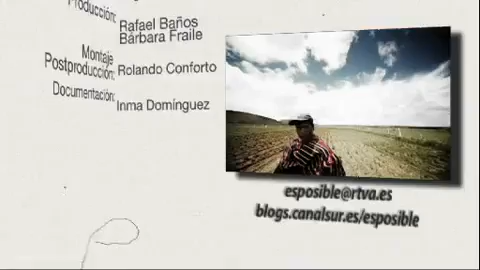 Producción:
Rafael Baños
Bárbara Fraile
Montaje
Postproducción:
Rolando Conforto
Documentación:
Inma Domínguez
esposible@rtva.es
blogs.canalsur.es/esposible